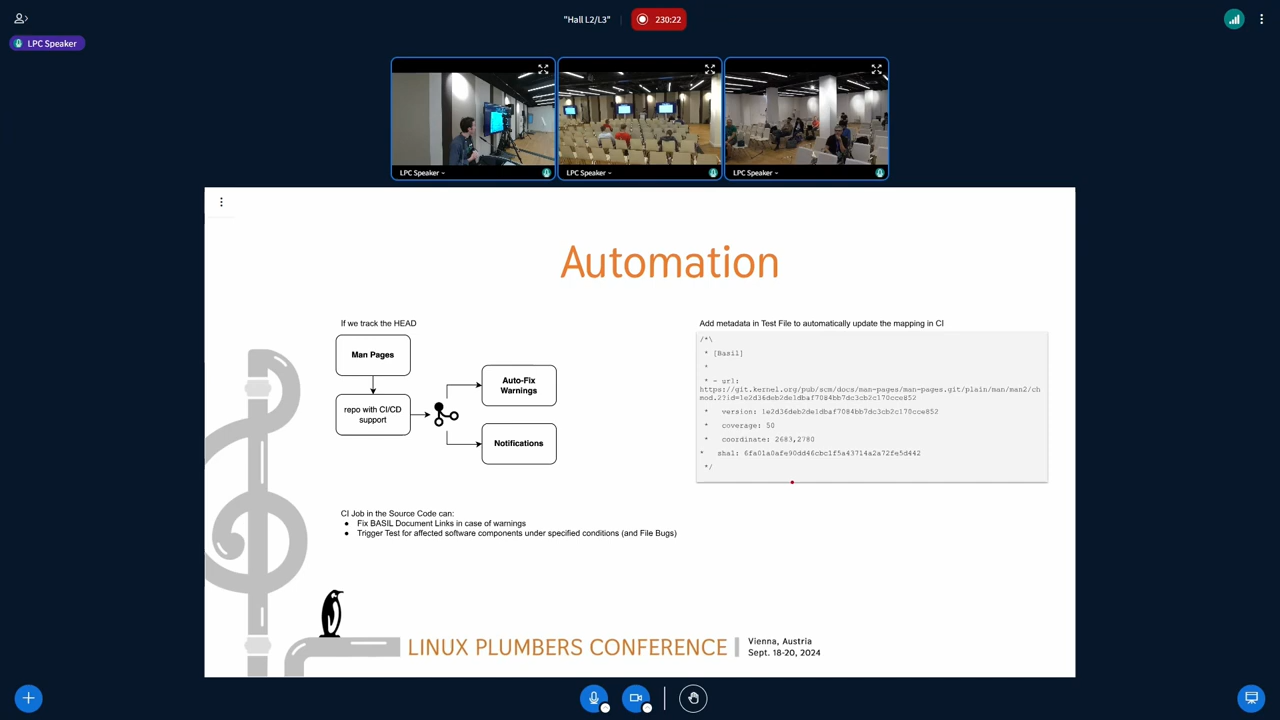 "Hall L2/L3"
230:22
LPC Speaker
LPC Speaker
LPC Speaker
LPC Speaker
Automation
If we track the HEAD
Man Pages
repo with CI/CD
support
Auto-Fix
Warnings
Notifications
CI Job in the Source Code can:
● Fix BASIL Document Links in case of warnings
● Trigger Test for affected software components under specified conditions (and File Bugs)
Add metadata in Test File to automatically update the mapping in CI
/*\
* [Basil]
*
* - url:
https://git.kernel.org/pub/scm/docs/man-pages/man-pages.git/plain/man/man2/ch
mod.2?id=1e2d36deb2de1dbaf7084bb7dc3cb2c170cce852
* version: 1e2d36deb2de1dbaf7084bb7dc3cb2c170cce852
* coverage: 50
* coordinate: 2683,2780
* sha1: 6fa01a0afe90dd46cbc1f5a43714a2a72fe5d442
*/
LINUX PLUMBERS CONFERENCE
Vienna, Austria
Sept. 18-20, 2024